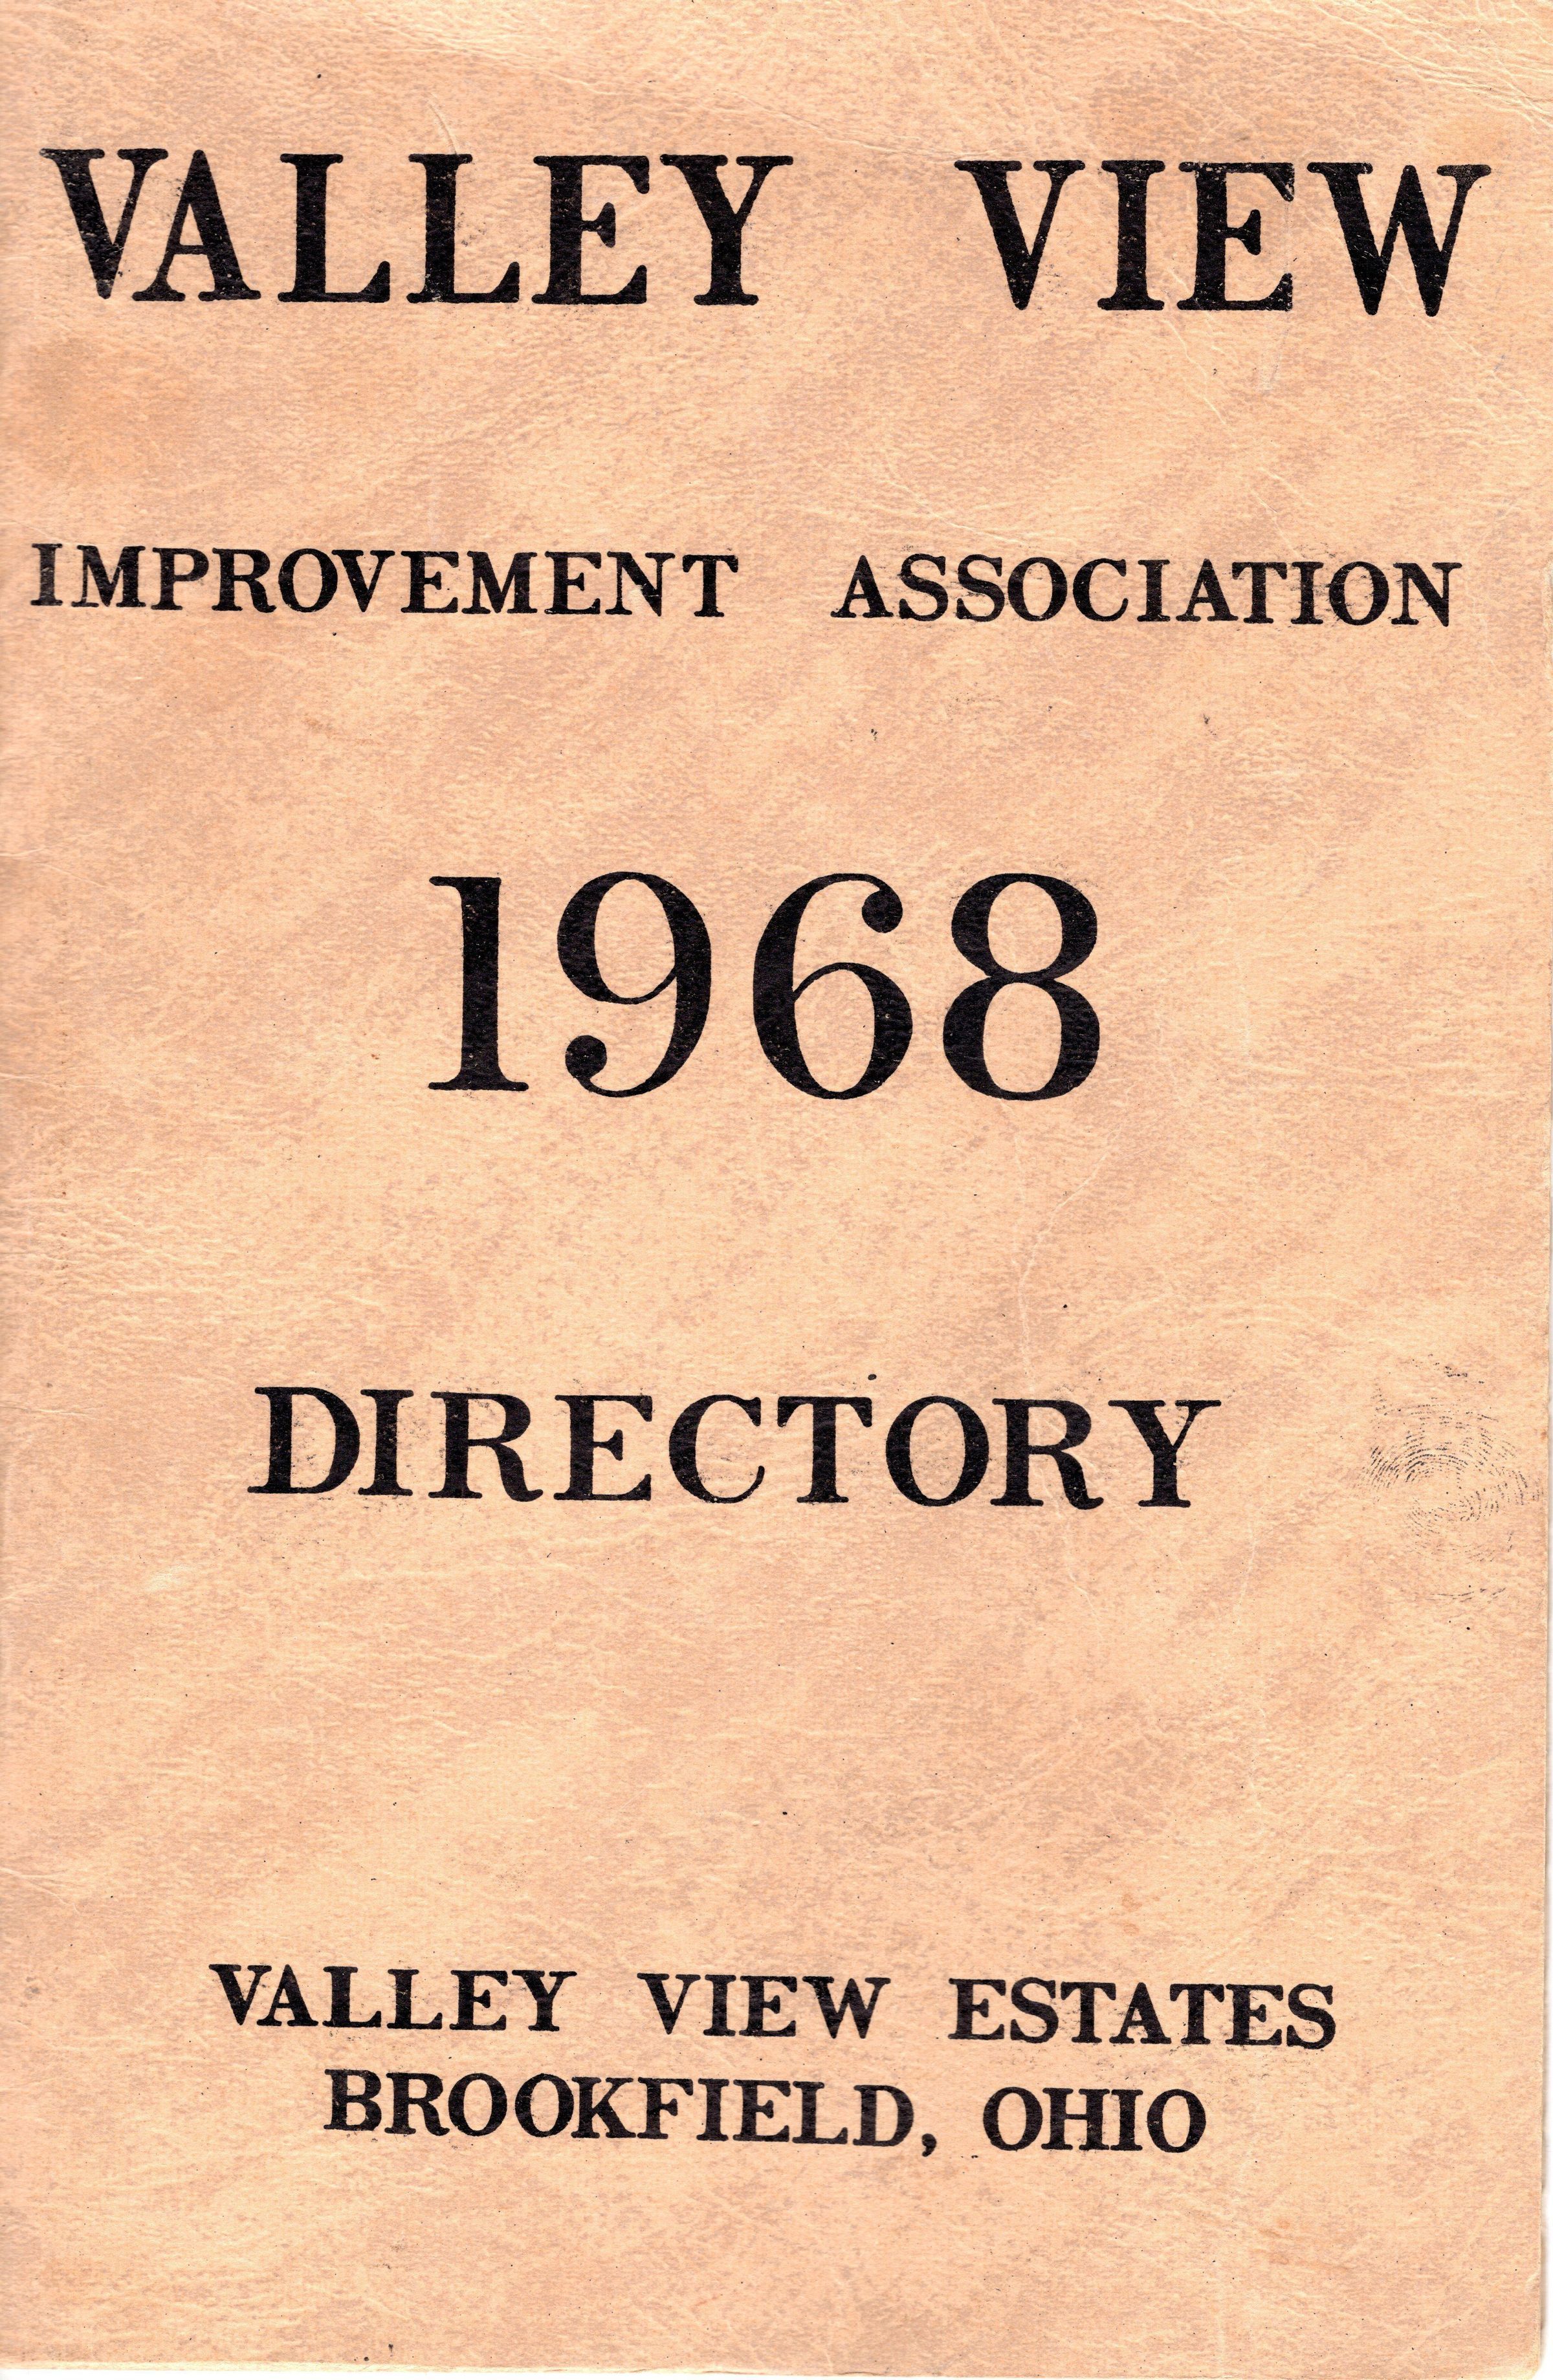 VALLEY VIEW
IMPROVEMENT ASSOCIATION
1968
DIRECTORY
VALLEY VIEW ESTATES
BROOKFIELD, OHIO